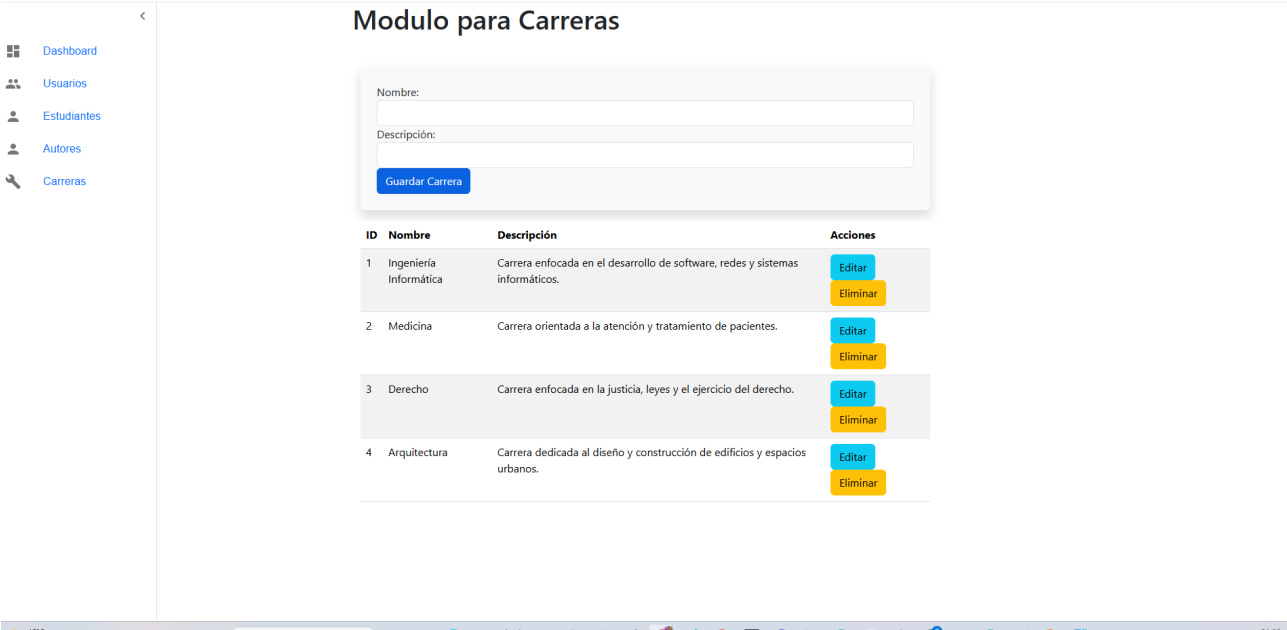 Modulo para Carreras
Dashboard
Usuarios
Estudiantes
Autores
Carreras
Nombre:
Descripción:
Guardar Carrera
ID Nombre Descripción Acciones
1 Ingeniería Informática Carrera enfocada en el desarrollo de software, redes y sistemas informáticos. Editar Eliminar
2 Medicina Carrera orientada a la atención y tratamiento de pacientes. Editar Eliminar
3 Derecho Carrera enfocada en la justicia, leyes y el ejercicio del derecho. Editar Eliminar
4 Arquitectura Carrera dedicada al diseño y construcción de edificios y espacios urbanos. Editar Eliminar